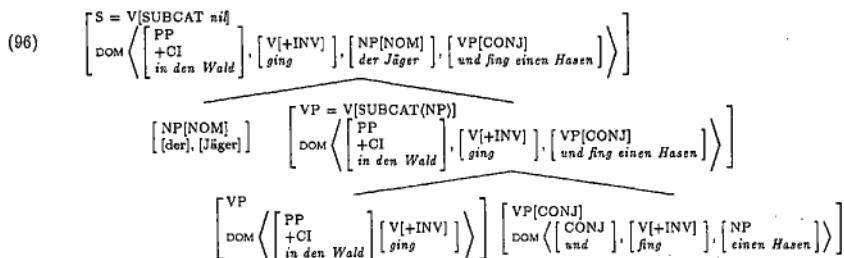 (96)
S = V[SUBCAT nil]
DOM ⟨ [PP +CI in den Wald], [V[+INV] ging], [NP[NOM] der Jäger], [VP[CONJ] und fing einen Hasen] ⟩
NP[NOM]
[der], [Jäger]
VP = V[SUBCAT⟨NP⟩]
DOM ⟨ [PP +CI in den Wald], [V[+INV] ging], [VP[CONJ] und fing einen Hasen] ⟩
VP
DOM ⟨ [PP +CI in den Wald] [V[+INV] ging] ⟩
VP[CONJ]
DOM ⟨ [CONJ und], [V[+INV] fing], [NP einen Hasen] ⟩